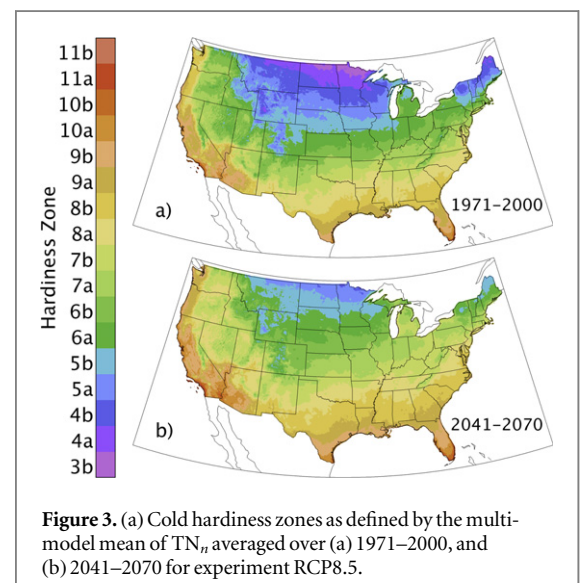 Hardiness Zone
11b
11a
10b
10a
9b
9a
8b
8a
7b
7a
6b
6a
5b
5a
4b
4a
3b
a)
1971–2000
b)
2041–2070
Figure 3. (a) Cold hardiness zones as defined by the multi-
model mean of TNn averaged over (a) 1971–2000, and
(b) 2041–2070 for experiment RCP8.5.